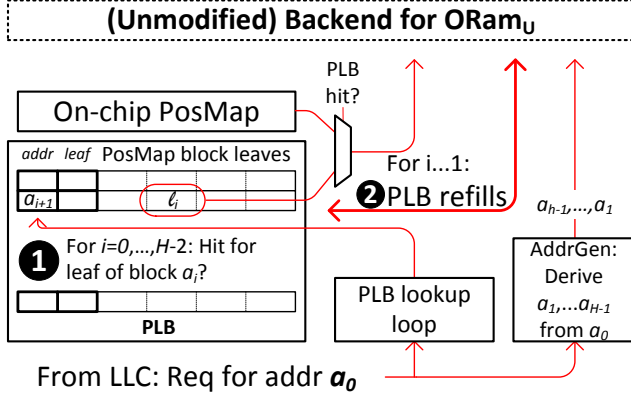 (Unmodified) Backend for ORam_U
PLB
hit?
On-chip PosMap
addr leaf PosMap block leaves
a_{i+1} ℓ_i
For i...1:
2 PLB refills
a_{h-1},...,a_1
1 For i=0,...,H-2: Hit for
leaf of block a_i?
PLB
PLB lookup
loop
AddrGen:
Derive
a_1,...a_{H-1}
from a_0
From LLC: Req for addr a_0